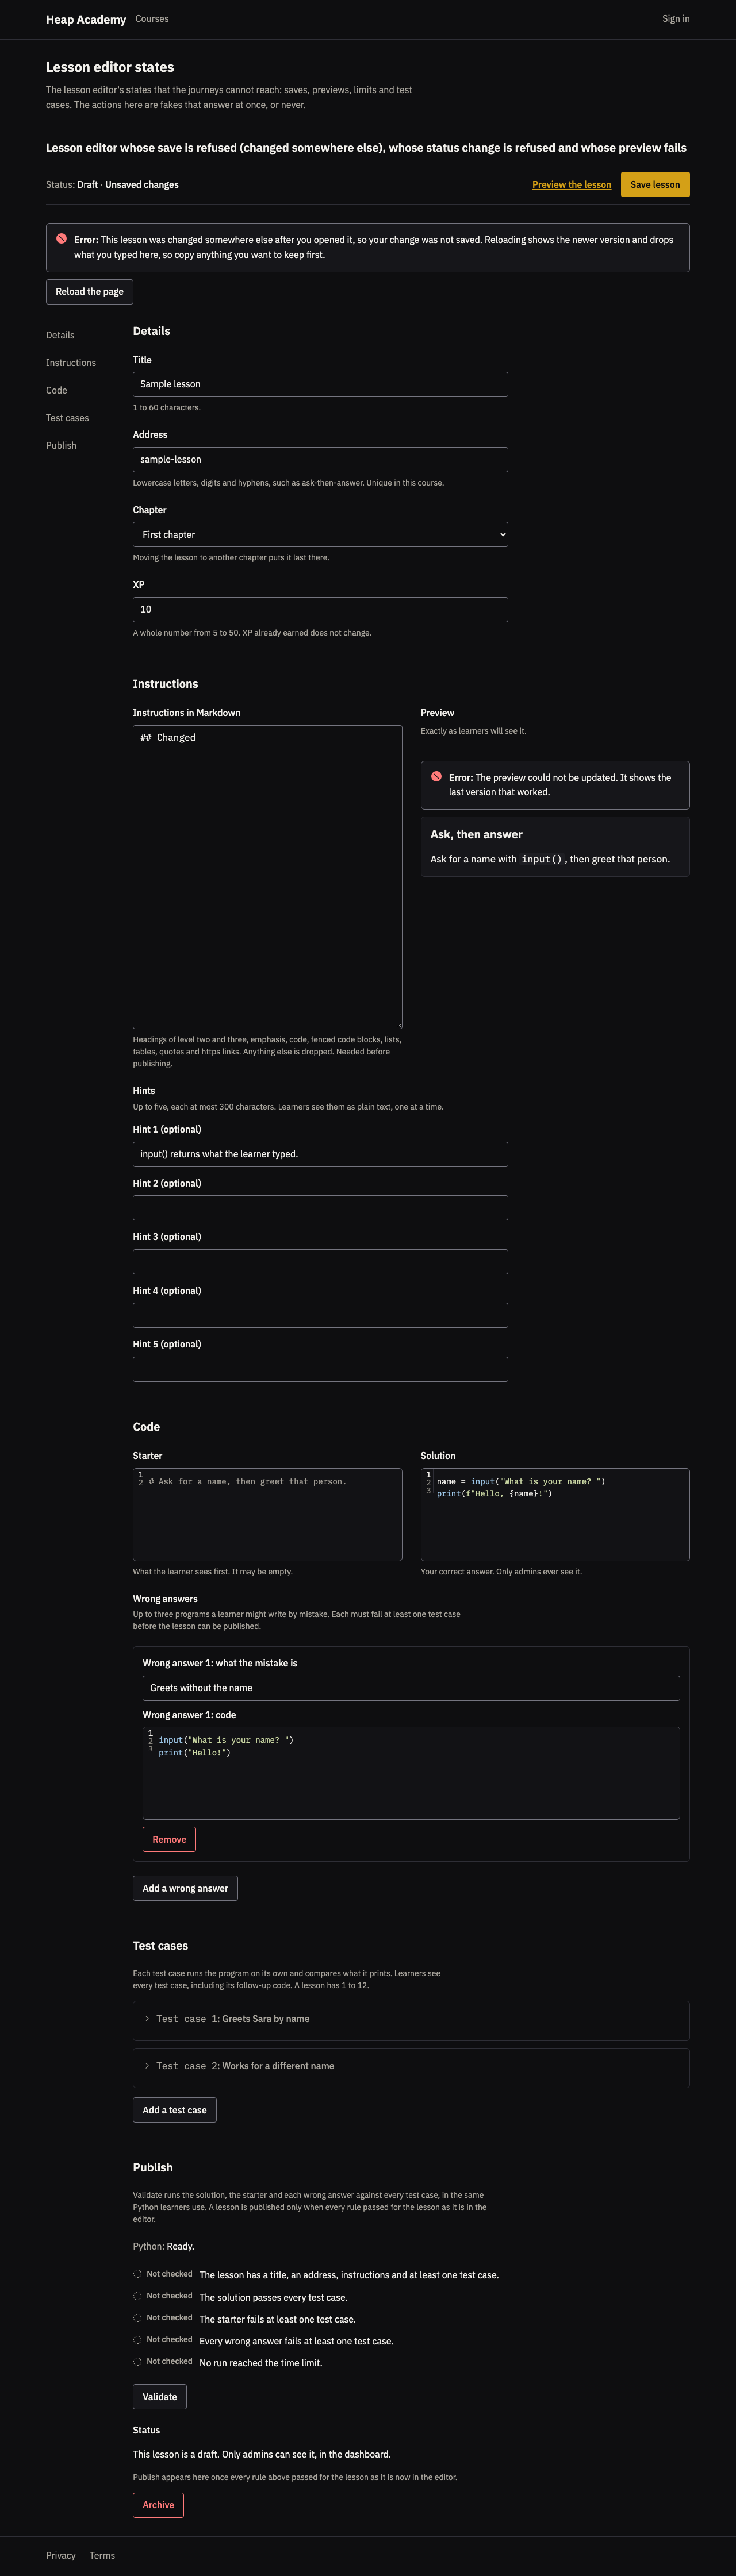 Heap Academy
Courses
Sign in
Lesson editor states
The lesson editor's states that the journeys cannot reach: saves, previews, limits and test
cases. The actions here are fakes that answer at once, or never.
Lesson editor whose save is refused (changed somewhere else), whose status change is refused and whose preview fails
Status: Draft · Unsaved changes
Preview the lesson
Save lesson
Error: This lesson was changed somewhere else after you opened it, so your change was not saved. Reloading shows the newer version and drops
what you typed here, so copy anything you want to keep first.
Reload the page
Details
Instructions
Code
Test cases
Publish
Details
Title
Sample lesson
1 to 60 characters.
Address
sample-lesson
Lowercase letters, digits and hyphens, such as ask-then-answer. Unique in this course.
Chapter
First chapter
Moving the lesson to another chapter puts it last there.
XP
10
A whole number from 5 to 50. XP already earned does not change.
Instructions
Instructions in Markdown
## Changed
Headings of level two and three, emphasis, code, fenced code blocks, lists,
tables, quotes and https links. Anything else is dropped. Needed before
publishing.
Preview
Exactly as learners will see it.
Error: The preview could not be updated. It shows the
last version that worked.
Ask, then answer
Ask for a name with input(), then greet that person.
Hints
Up to five, each at most 300 characters. Learners see them as plain text, one at a time.
Hint 1 (optional)
input() returns what the learner typed.
Hint 2 (optional)
Hint 3 (optional)
Hint 4 (optional)
Hint 5 (optional)
Code
Starter
1
2
# Ask for a name, then greet that person.
What the learner sees first. It may be empty.
Solution
1
2
3
name = input("What is your name? ")
print(f"Hello, {name}!")
Your correct answer. Only admins ever see it.
Wrong answers
Up to three programs a learner might write by mistake. Each must fail at least one test case
before the lesson can be published.
Wrong answer 1: what the mistake is
Greets without the name
Wrong answer 1: code
1
2
3
input("What is your name? ")
print("Hello!")
Remove
Add a wrong answer
Test cases
Each test case runs the program on its own and compares what it prints. Learners see
every test case, including its follow-up code. A lesson has 1 to 12.
Test case 1: Greets Sara by name
Test case 2: Works for a different name
Add a test case
Publish
Validate runs the solution, the starter and each wrong answer against every test case, in the same
Python learners use. A lesson is published only when every rule passed for the lesson as it is in the
editor.
Python: Ready.
Not checked The lesson has a title, an address, instructions and at least one test case.
Not checked The solution passes every test case.
Not checked The starter fails at least one test case.
Not checked Every wrong answer fails at least one test case.
Not checked No run reached the time limit.
Validate
Status
This lesson is a draft. Only admins can see it, in the dashboard.
Publish appears here once every rule above passed for the lesson as it is now in the editor.
Archive
Privacy
Terms